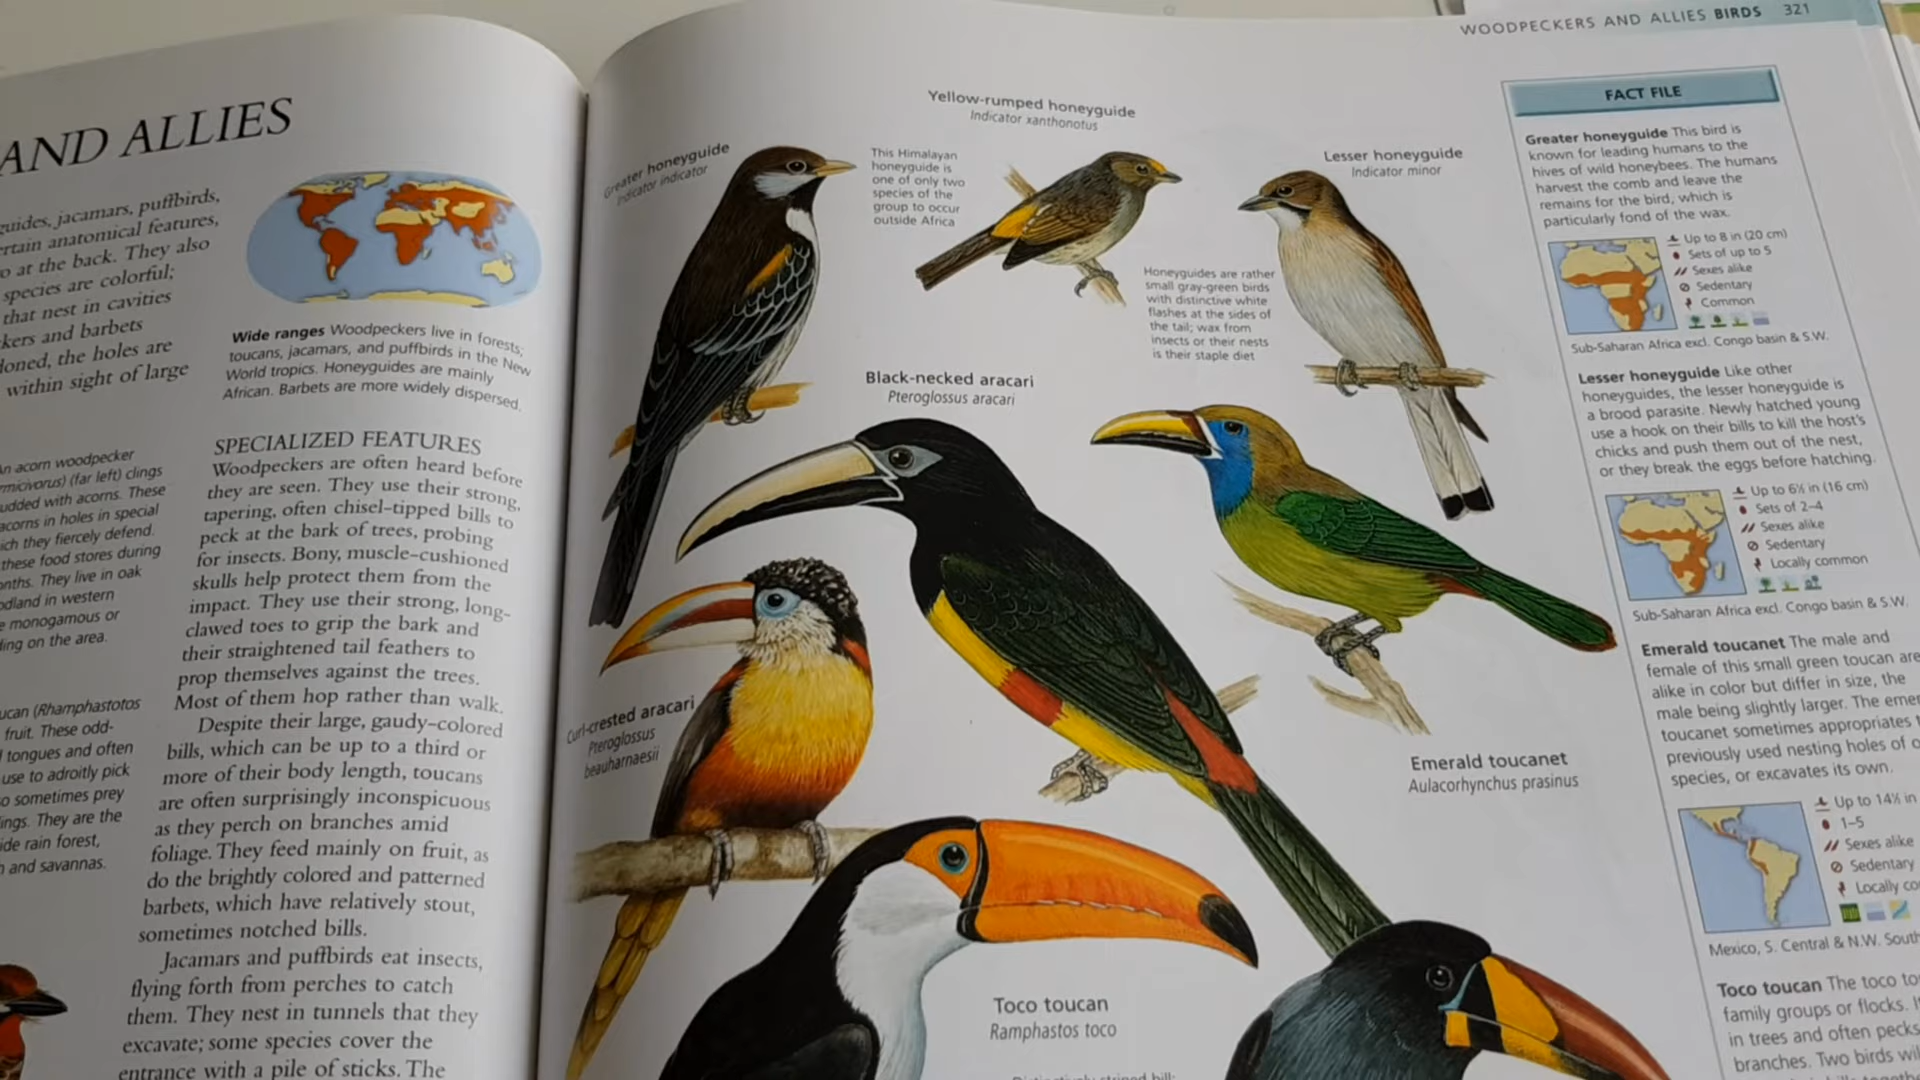 AND ALLIES
guides, jacamars, puffbirds,
certain anatomical features,
at the back. They also
species are colorful;
that nest in cavities
and barbets
the holes are
within sight of large
An acorn woodpecker
(far left) clings
with acorns. These
acorns in holes in special
which they fiercely defend.
these food stores during
They live in oak
in western
monogamous or
on the area.
(Rhamphastotos
fruit. These odd-
tongues and often
use to adroitly pick
sometimes prey
They are the
rain forest,
and savannas.
Wide ranges Woodpeckers live in forests;
toucans, jacamars, and puffbirds in the New
World tropics. Honeyguides are mainly
African. Barbets are more widely dispersed.
SPECIALIZED FEATURES
Woodpeckers are often heard before
they are seen. They use their strong,
tapering, often chisel-tipped bills to
peck at the bark of trees, probing
for insects. Bony, muscle-cushioned
skulls help protect them from the
impact. They use their strong, long-
clawed toes to grip the bark and
their straightened tail feathers to
prop themselves against the trees.
Most of them hop rather than walk.
Despite their large, gaudy-colored
bills, which can be up to a third or
more of their body length, toucans
are often surprisingly inconspicuous
as they perch on branches amid
foliage. They feed mainly on fruit, as
do the brightly colored and patterned
barbets, which have relatively stout,
sometimes notched bills.
Jacamars and puffbirds eat insects,
flying forth from perches to catch
them. They nest in tunnels that they
excavate; some species cover the
entrance with a pile of sticks. The
WOODPECKERS AND ALLIES BIRDS 321
Greater honeyguide
Indicator indicator
Yellow-rumped honeyguide
Indicator xanthonotus
This Himalayan
honeyguide is
one of only two
species of the
group to occur
outside Africa
Lesser honeyguide
Indicator minor
Honeyguides are rather
small gray-green birds
with distinctive white
flashes at the sides of
the tail; wax from
insects or their nests
is their staple diet
Black-necked aracari
Pteroglossus aracari
Curl-crested aracari
Pteroglossus
beauharnaesii
Emerald toucanet
Aulacorhynchus prasinus
Toco toucan
Ramphastos toco
FACT FILE
Greater honeyguide This bird is
known for leading humans to the
hives of wild honeybees. The humans
harvest the comb and leave the
remains for the bird, which is
particularly fond of the wax.
Up to 8 in (20 cm)
Sets of up to 5
Sexes alike
Sedentary
Common
Sub-Saharan Africa excl. Congo basin & S.W.
Lesser honeyguide Like other
honeyguides, the lesser honeyguide is
a brood parasite. Newly hatched young
use a hook on their bills to kill the host's
chicks and push them out of the nest,
or they break the eggs before hatching.
Up to 6½ in (16 cm)
Sets of 2–4
Sexes alike
Sedentary
Locally common
Sub-Saharan Africa excl. Congo basin & S.W.
Emerald toucanet The male and
female of this small green toucan are
alike in color but differ in size, the
male being slightly larger. The
toucanet sometimes appropriates
previously used nesting holes of
species, or excavates its own.
Up to 14½ in
1–5
Sexes alike
Sedentary
Locally
Mexico, S. Central & N.W. South
Toco toucan The toco
family groups or flocks.
in trees and often pecks
branches. Two birds